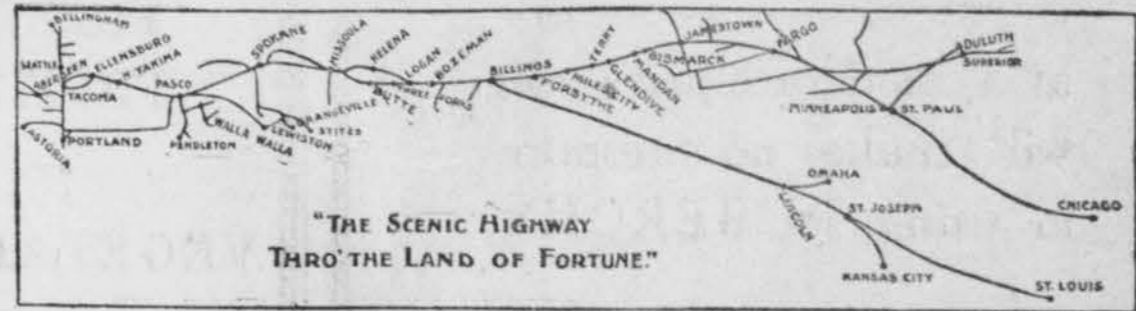 BELLINGHAM
SEATTLE
ABERDEEN
ELLENSBURG
N. YAKIMA
TACOMA
PASCO
SPOKANE
MISSOULA
HELENA
LOGAN
BOZEMAN
BUTTE
BILLINGS
FORSYTHE
MILES CITY
TERRY
GLENDIVE
MANDAN
BISMARCK
JAMESTOWN
FARGO
DULUTH
SUPERIOR
MINNEAPOLIS
ST. PAUL
ASTORIA
PORTLAND
PENDLETON
WALLA WALLA
LEWISTON
GRANGEVILLE
STITES
OMAHA
LINCOLN
ST. JOSEPH
CHICAGO
KANSAS CITY
ST. LOUIS
"THE SCENIC HIGHWAY
THRO' THE LAND OF FORTUNE."